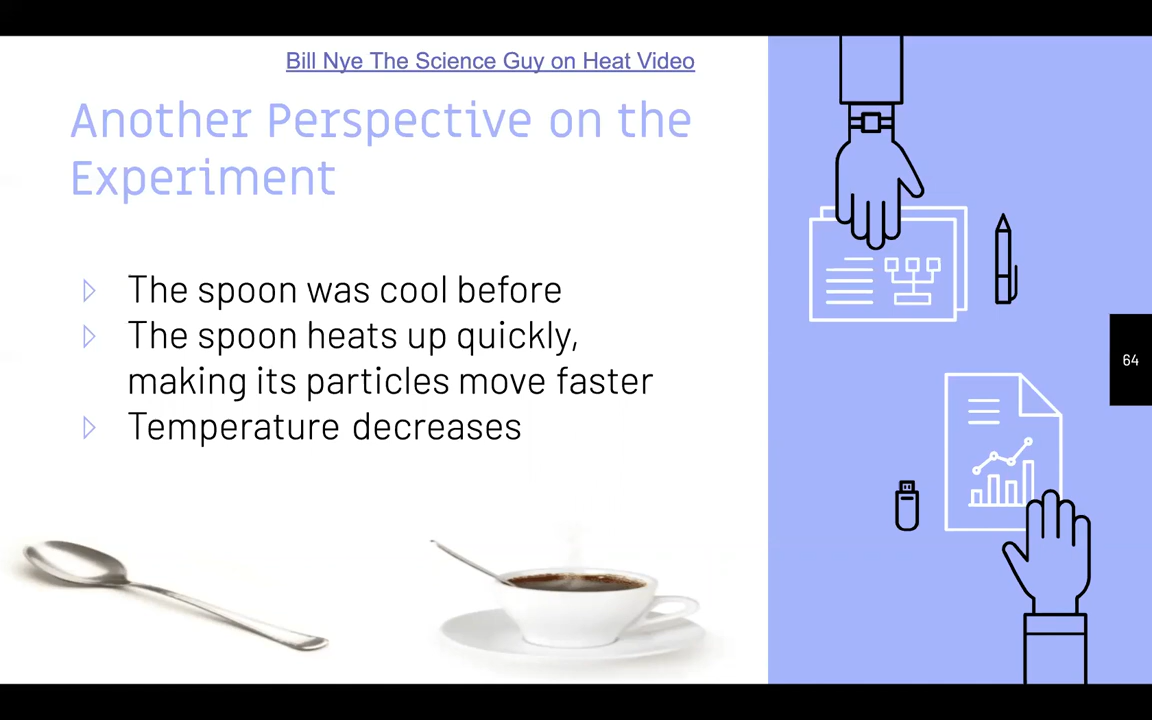 Bill Nye The Science Guy on Heat Video
Another Perspective on the
Experiment
The spoon was cool before
The spoon heats up quickly,
making its particles move faster
Temperature decreases
64